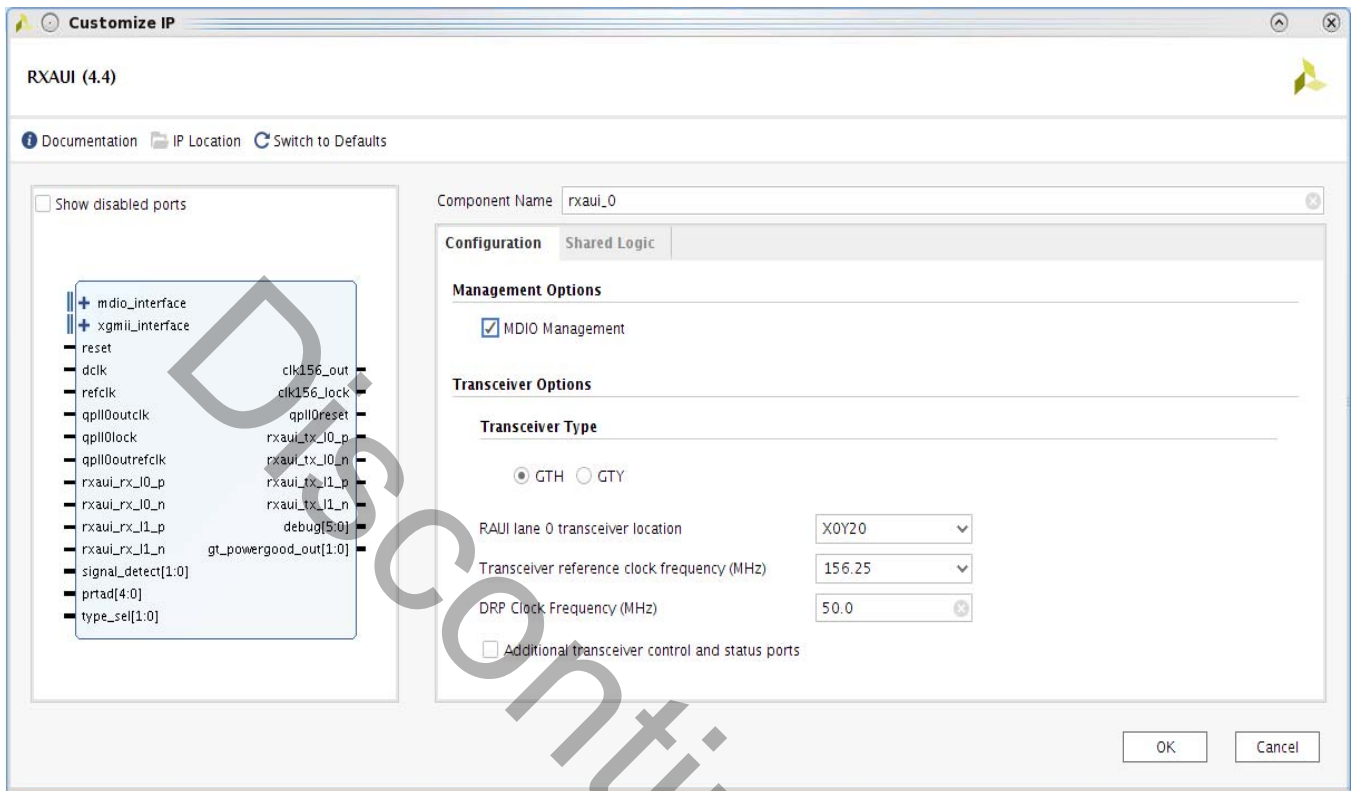 Customize IP
RXAUI (4.4)
Documentation IP Location Switch to Defaults
Show disabled ports
mdio_interface
xgmii_interface
reset
dclk clk156_out
refclk clk156_lock
qpll0outclk qpll0reset
qpll0lock rxaui_tx_l0_p
qpll0outrefclk rxaui_tx_l0_n
rxaui_rx_l0_p rxaui_tx_l1_p
rxaui_rx_l0_n rxaui_tx_l1_n
rxaui_rx_l1_p debug[5:0]
rxaui_rx_l1_n gt_powergood_out[1:0]
signal_detect[1:0]
prtad[4:0]
type_sel[1:0]
Component Name rxaui_0
Configuration Shared Logic
Management Options
MDIO Management
Transceiver Options
Transceiver Type
GTH GTY
RAUI lane 0 transceiver location X0Y20
Transceiver reference clock frequency (MHz) 156.25
DRP Clock Frequency (MHz) 50.0
Additional transceiver control and status ports
OK Cancel
Disconti